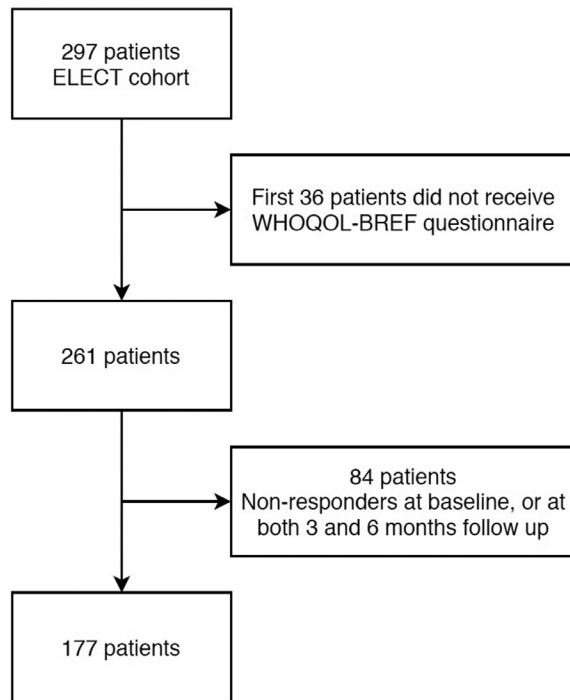 297 patients
ELECT cohort
First 36 patients did not receive
WHOQOL-BREF questionnaire
261 patients
84 patients
Non-responders at baseline, or at
both 3 and 6 months follow up
177 patients